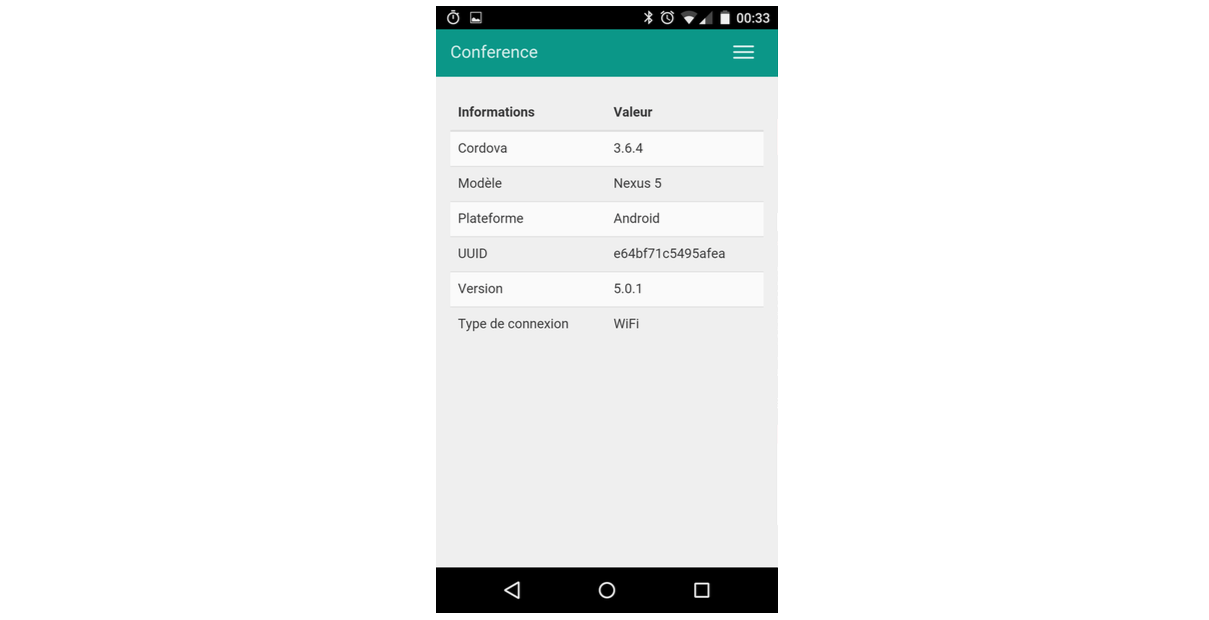 00:33
Conference
Informations Valeur
Cordova 3.6.4
Modèle Nexus 5
Plateforme Android
UUID e64bf71c5495afea
Version 5.0.1
Type de connexion WiFi